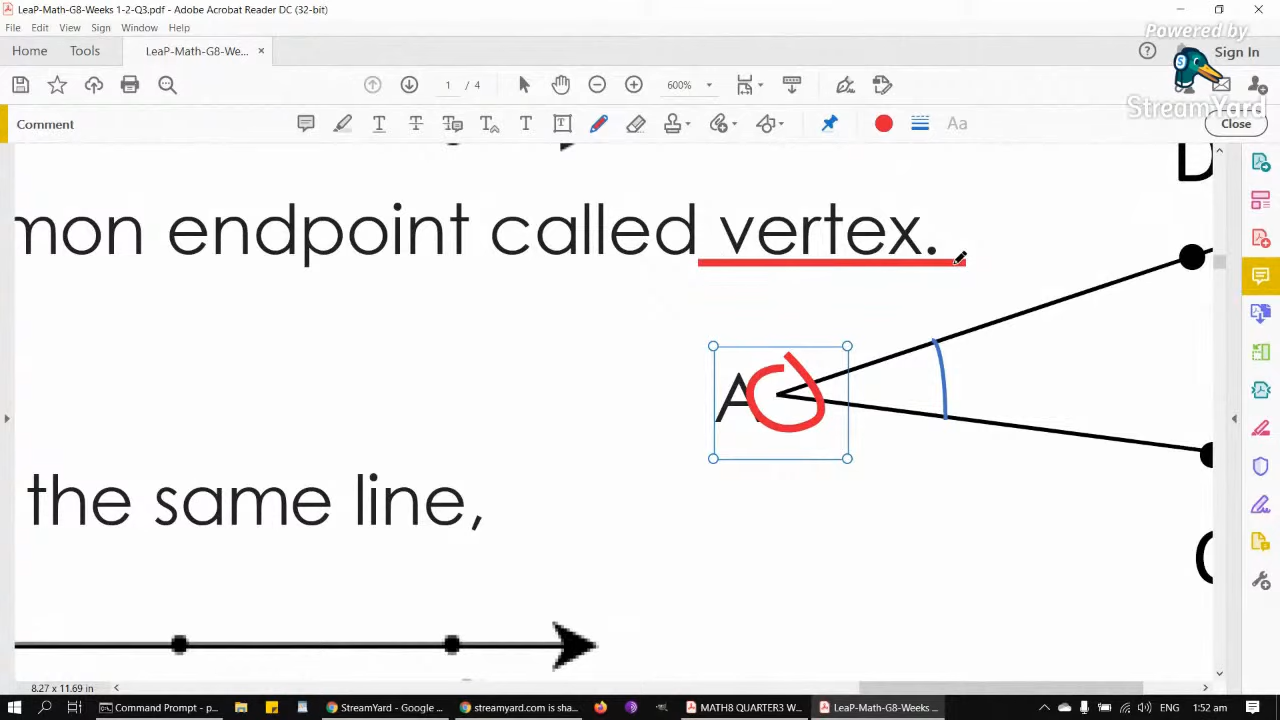 LeaP-Math-G8-Weeks 1-2-Q3.pdf - Adobe Acrobat Reader DC (32-bit)
File Edit View Sign Window Help
Powered by
Home Tools LeaP-Math-G8-We... × Sign In
StreamYard
1 / 4 600%
Comment Aa Close
D
mon endpoint called vertex.
A
the same line,
C
8.27 x 11.69 in
Command Prompt - p... StreamYard - Google ... streamyard.com is sha... MATH8 QUARTER3 W... LeaP-Math-G8-Weeks ... ENG 1:52 am